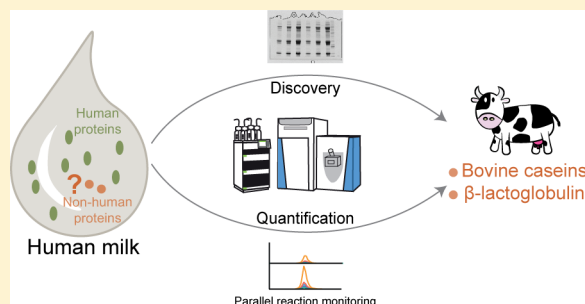 Human
proteins
?
Non-human
proteins
Human milk
Discovery
Quantification
Parallel reaction monitoring
Bovine caseins
β-lactoglobulin